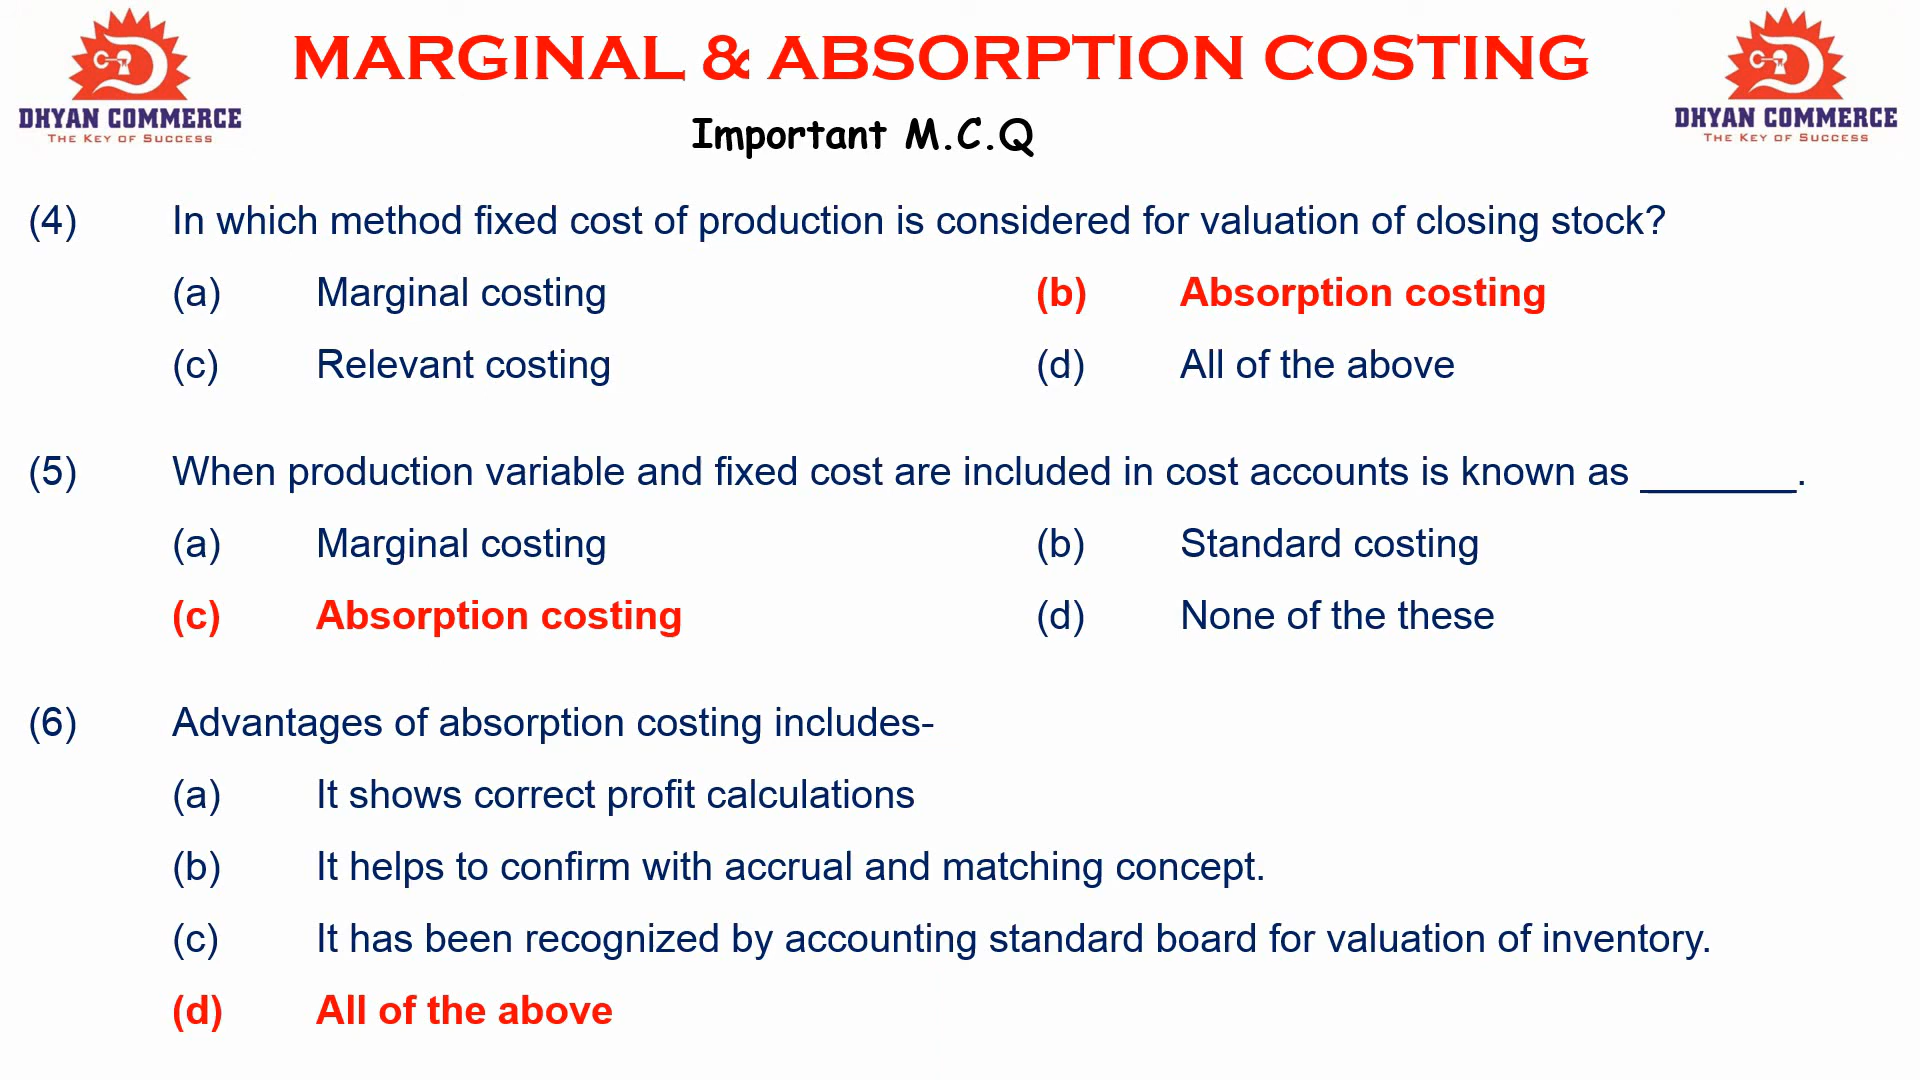 MARGINAL & ABSORPTION COSTING
DHYAN COMMERCE
The Key of Success
DHYAN COMMERCE
The Key of Success
Important M.C.Q
(4) In which method fixed cost of production is considered for valuation of closing stock?
(a) Marginal costing (b) Absorption costing
(c) Relevant costing (d) All of the above
(5) When production variable and fixed cost are included in cost accounts is known as _______.
(a) Marginal costing (b) Standard costing
(c) Absorption costing (d) None of the these
(6) Advantages of absorption costing includes-
(a) It shows correct profit calculations
(b) It helps to confirm with accrual and matching concept.
(c) It has been recognized by accounting standard board for valuation of inventory.
(d) All of the above